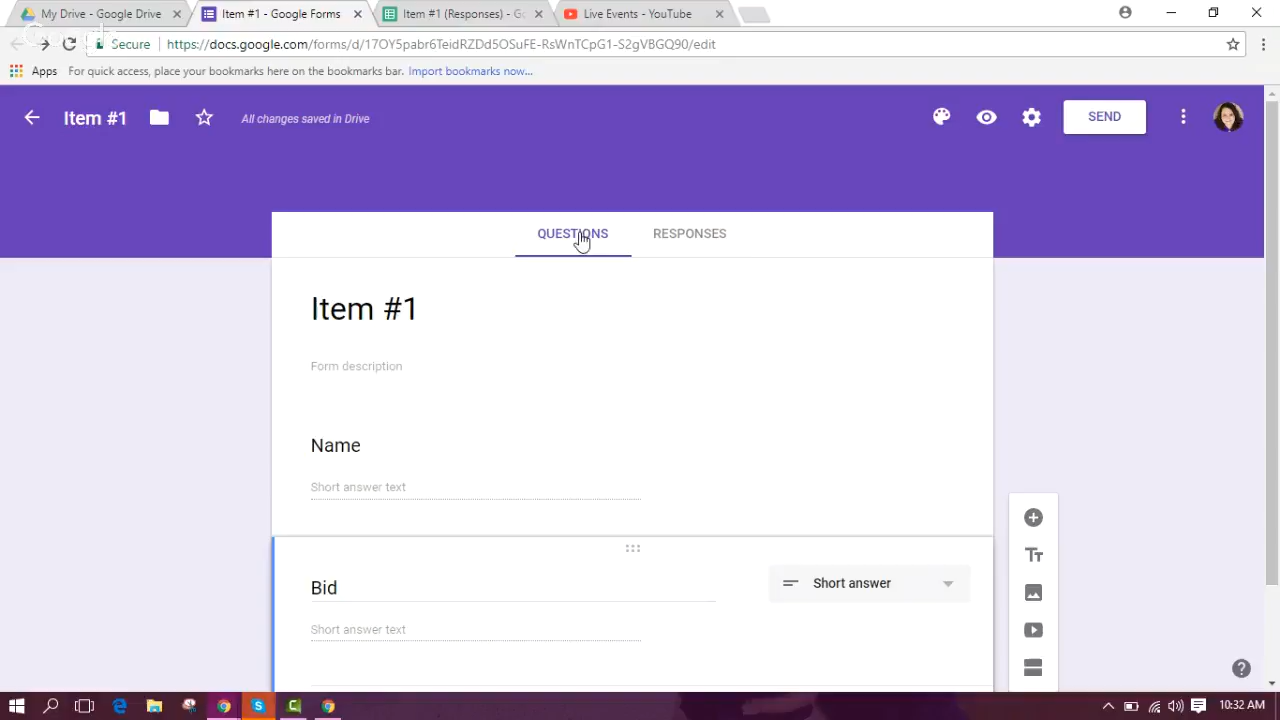 My Drive - Google Drive
Item #1 - Google Forms
Item #1 (Responses) - Go
Live Events - YouTube
Secure
https://docs.google.com/forms/d/17OY5pabr6TeidRZDd5OSuFE-RsWnTCpG1-S2gVBGQ90/edit
Apps
For quick access, place your bookmarks here on the bookmarks bar. Import bookmarks now...
Item #1
All changes saved in Drive
SEND
QUESTIONS
RESPONSES
Item #1
Form description
Name
Short answer text
Bid
Short answer
Short answer text
10:32 AM